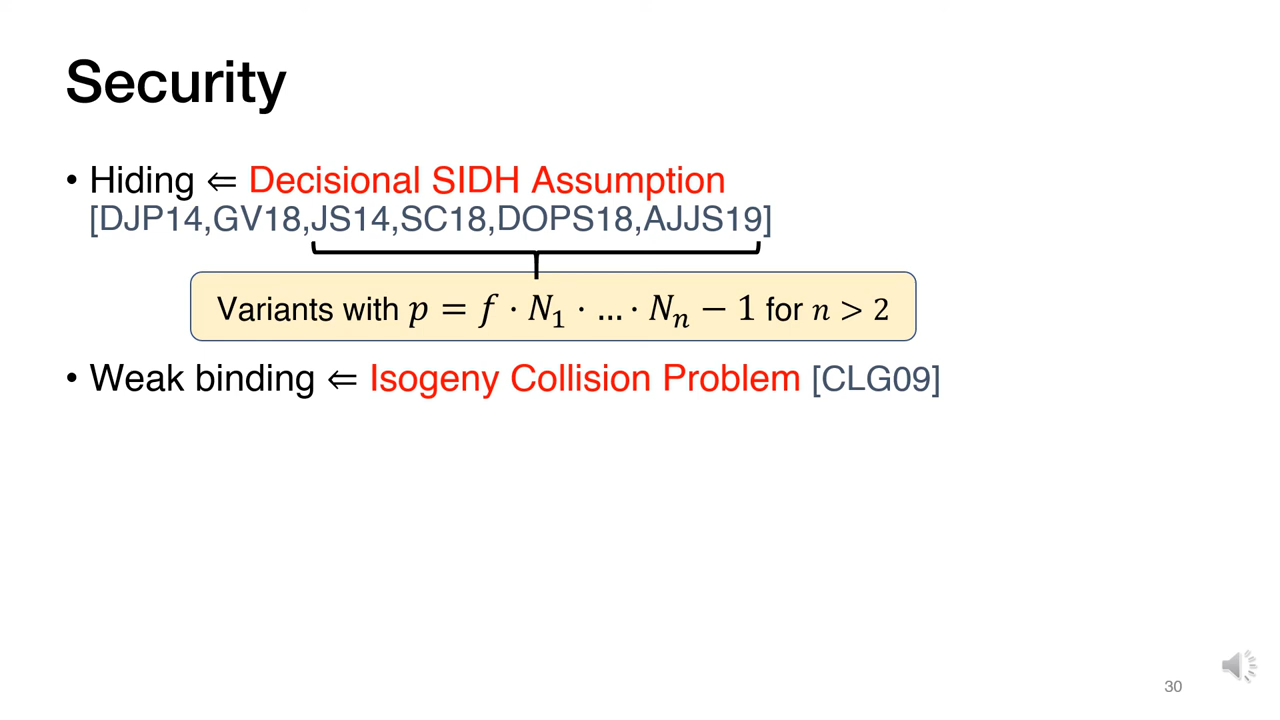 Security
• Hiding ⇐ Decisional SIDH Assumption
[DJP14,GV18,JS14,SC18,DOPS18,AJJS19]
Variants with p = f · N₁ · … · Nₙ − 1 for n > 2
• Weak binding ⇐ Isogeny Collision Problem [CLG09]
30